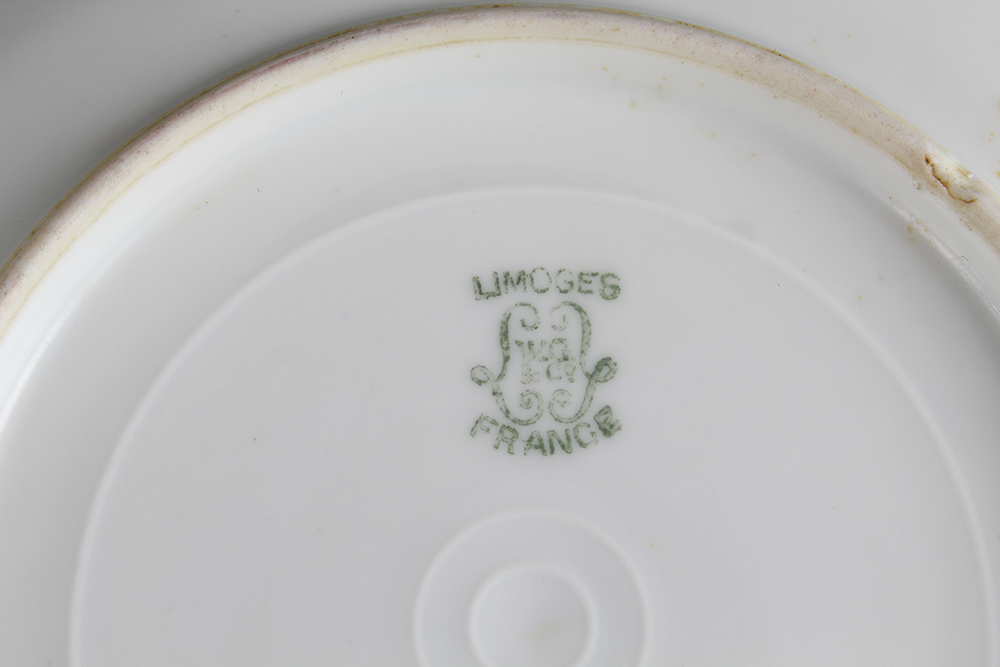 LIMOGES
W.G.
& Cº.
FRANCE